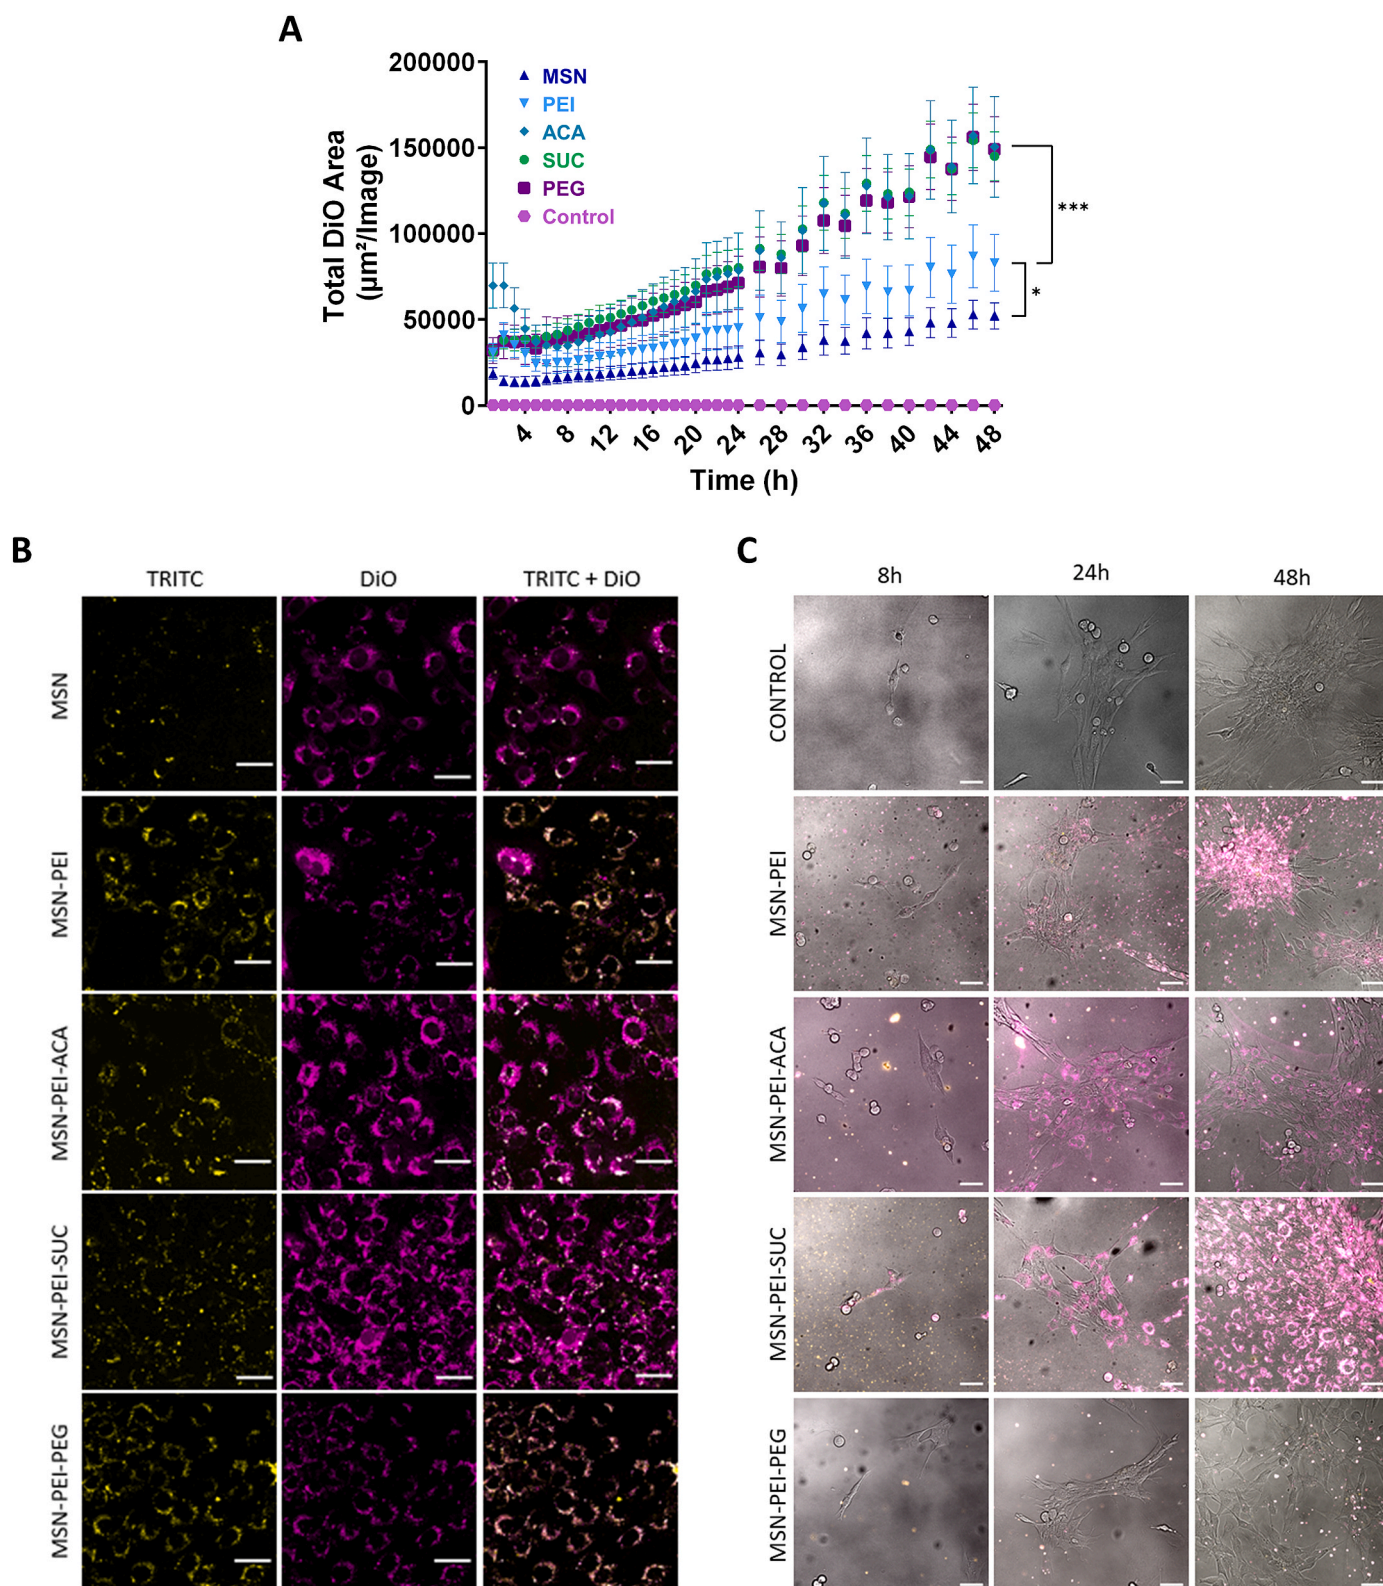 A
200000
150000
100000
50000
0
Total DiO Area
(µm²/Image)
MSN
PEI
ACA
SUC
PEG
Control
***
*
4 8 12 16 20 24 28 32 36 40 44 48
Time (h)
B
TRITC DiO TRITC + DiO
MSN
MSN-PEI
MSN-PEI-ACA
MSN-PEI-SUC
MSN-PEI-PEG
C
8h 24h 48h
CONTROL
MSN-PEI
MSN-PEI-ACA
MSN-PEI-SUC
MSN-PEI-PEG